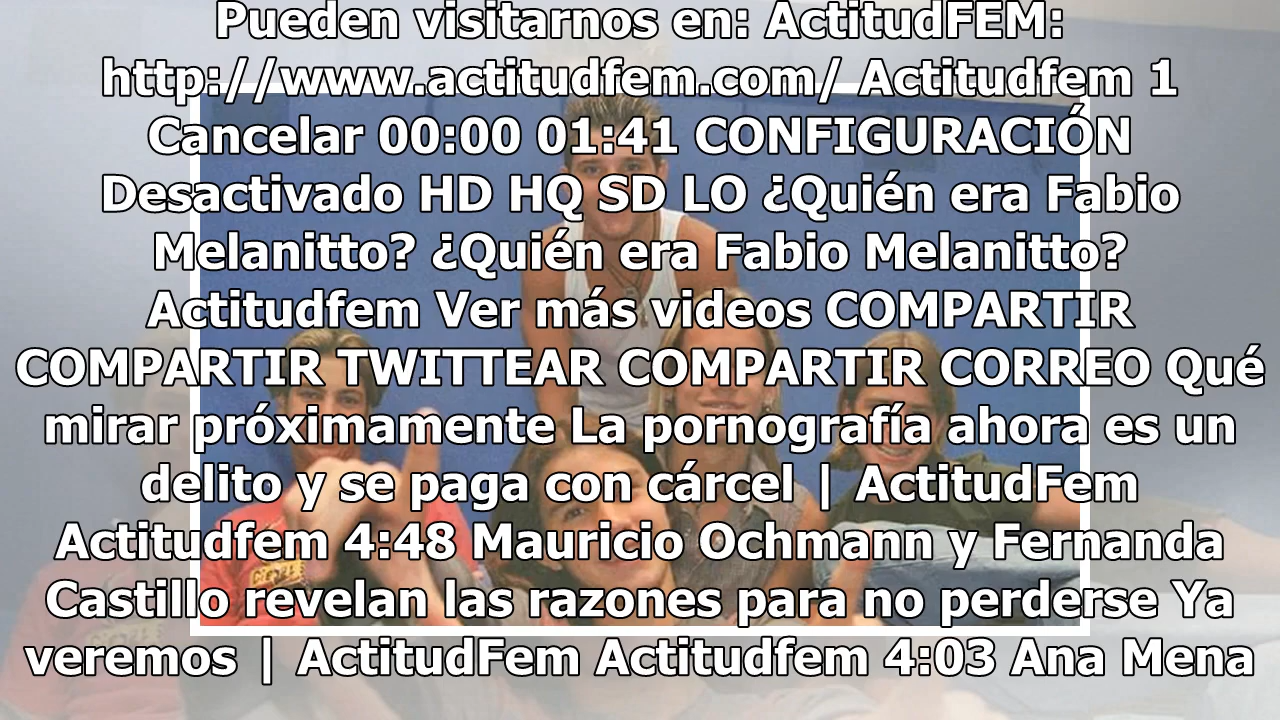 Pueden visitarnos en: ActitudFEM:
http://www.actitudfem.com/ Actitudfem 1
Cancelar 00:00 01:41 CONFIGURACIÓN
Desactivado HD HQ SD LO ¿Quién era Fabio
Melanitto? ¿Quién era Fabio Melanitto?
Actitudfem Ver más videos COMPARTIR
COMPARTIR TWITTEAR COMPARTIR CORREO Qué
mirar próximamente La pornografía ahora es un
delito y se paga con cárcel | ActitudFem
Actitudfem 4:48 Mauricio Ochmann y Fernanda
Castillo revelan las razones para no perderse Ya
veremos | ActitudFem Actitudfem 4:03 Ana Mena